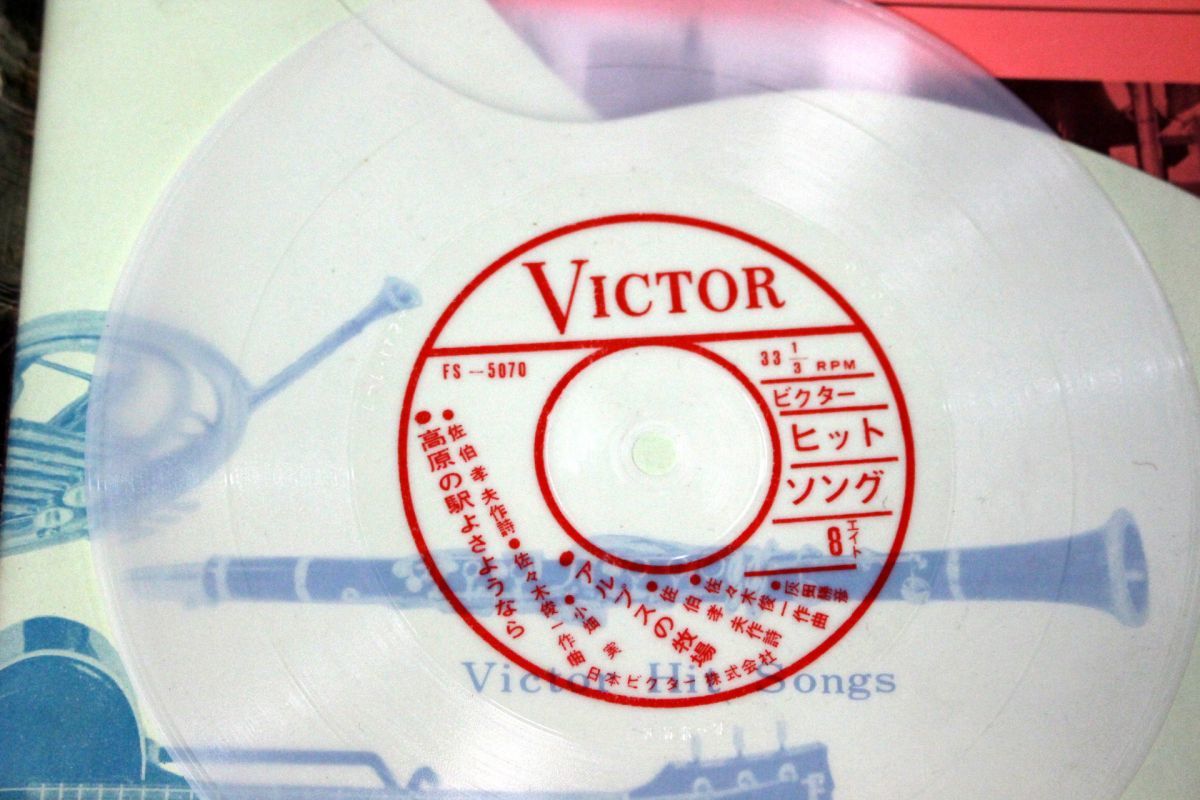 VICTOR
FS-5070
33 1/3 RPM
ビクター
ヒット
ソング
8 エイト
●アルプスの牧場
●佐伯孝夫作詩
●佐々木俊一作曲
●灰田勝彦
●高原の駅よさようなら
●佐伯孝夫作詩●佐々木俊一作曲
●小畑実
日本ビクター株式会社
Victor Hit Songs